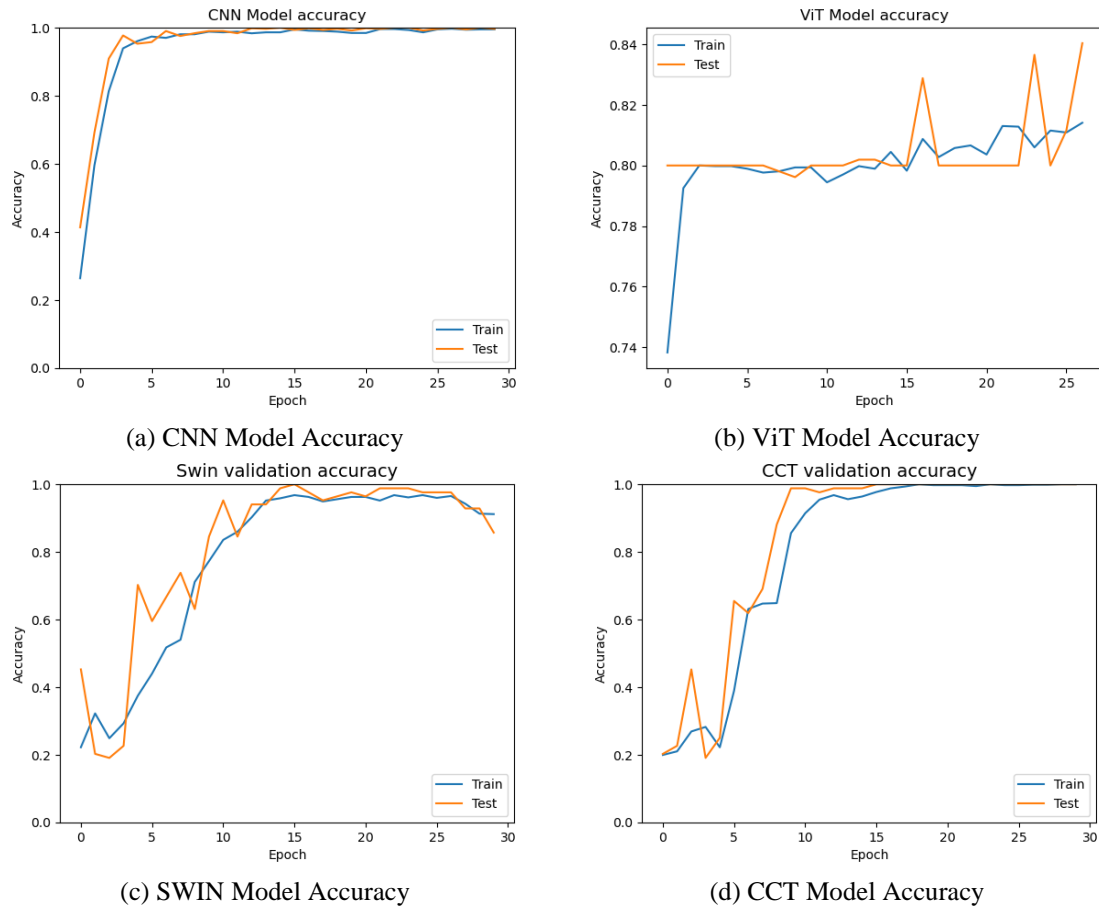 CNN Model accuracy
1.0
0.8
0.6
0.4
0.2
0.0
Accuracy
0 5 10 15 20 25 30
Epoch
Train
Test
(a) CNN Model Accuracy
ViT Model accuracy
0.84
0.82
0.80
0.78
0.76
0.74
Accuracy
0 5 10 15 20 25
Epoch
Train
Test
(b) ViT Model Accuracy
Swin validation accuracy
1.0
0.8
0.6
0.4
0.2
0.0
Accuracy
0 5 10 15 20 25 30
Epoch
Train
Test
(c) SWIN Model Accuracy
CCT validation accuracy
1.0
0.8
0.6
0.4
0.2
0.0
Accuracy
0 5 10 15 20 25 30
Epoch
Train
Test
(d) CCT Model Accuracy